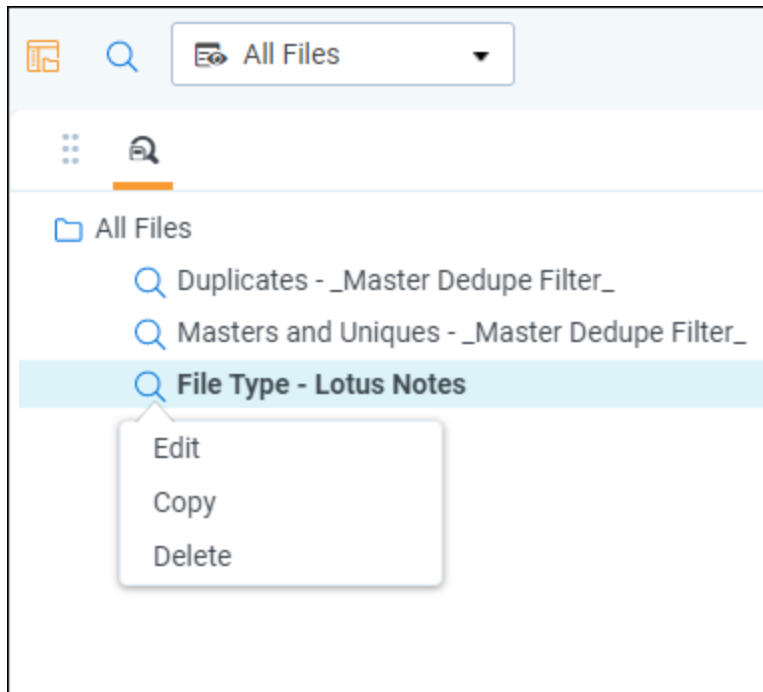 All Files
All Files
Duplicates - _Master Dedupe Filter_
Masters and Uniques - _Master Dedupe Filter_
File Type - Lotus Notes
Edit
Copy
Delete